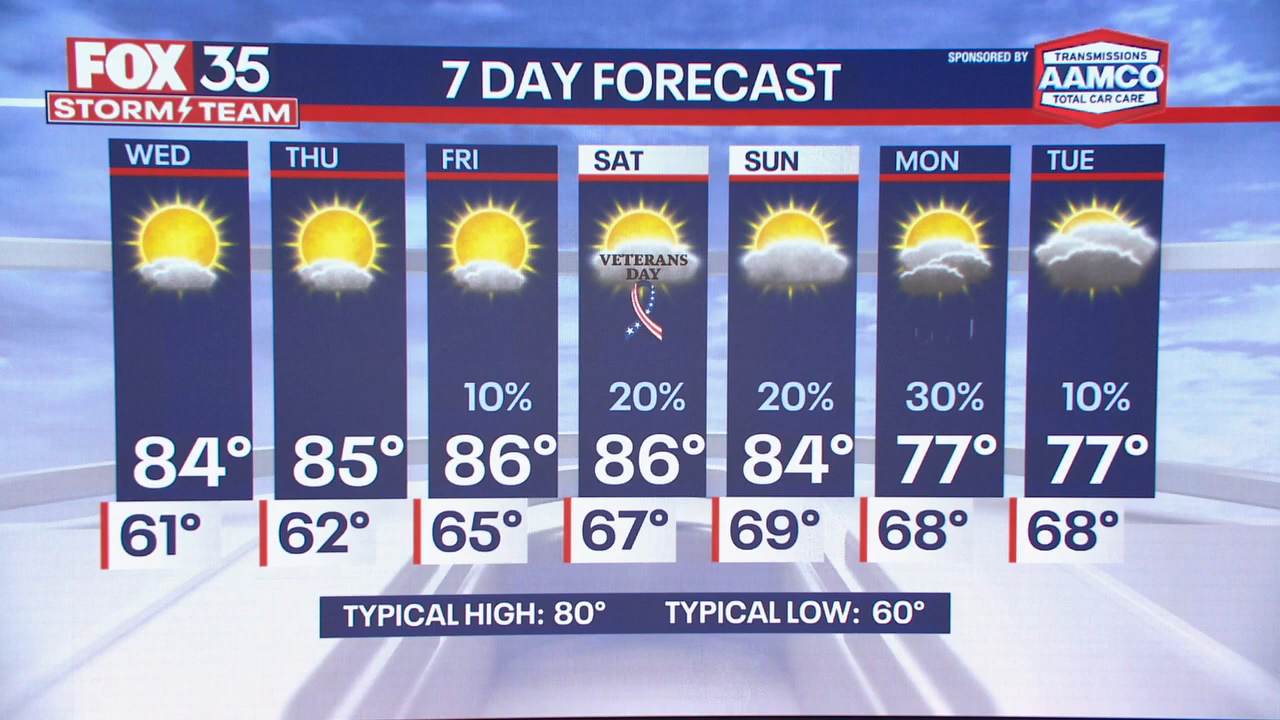 FOX 35
STORM TEAM
7 DAY FORECAST
SPONSORED BY
TRANSMISSIONS
AAMCO
TOTAL CAR CARE
WED
84°
61°
THU
85°
62°
FRI
10%
86°
65°
SAT
VETERANS
DAY
20%
86°
67°
SUN
20%
84°
69°
MON
30%
77°
68°
TUE
10%
77°
68°
TYPICAL HIGH: 80° TYPICAL LOW: 60°